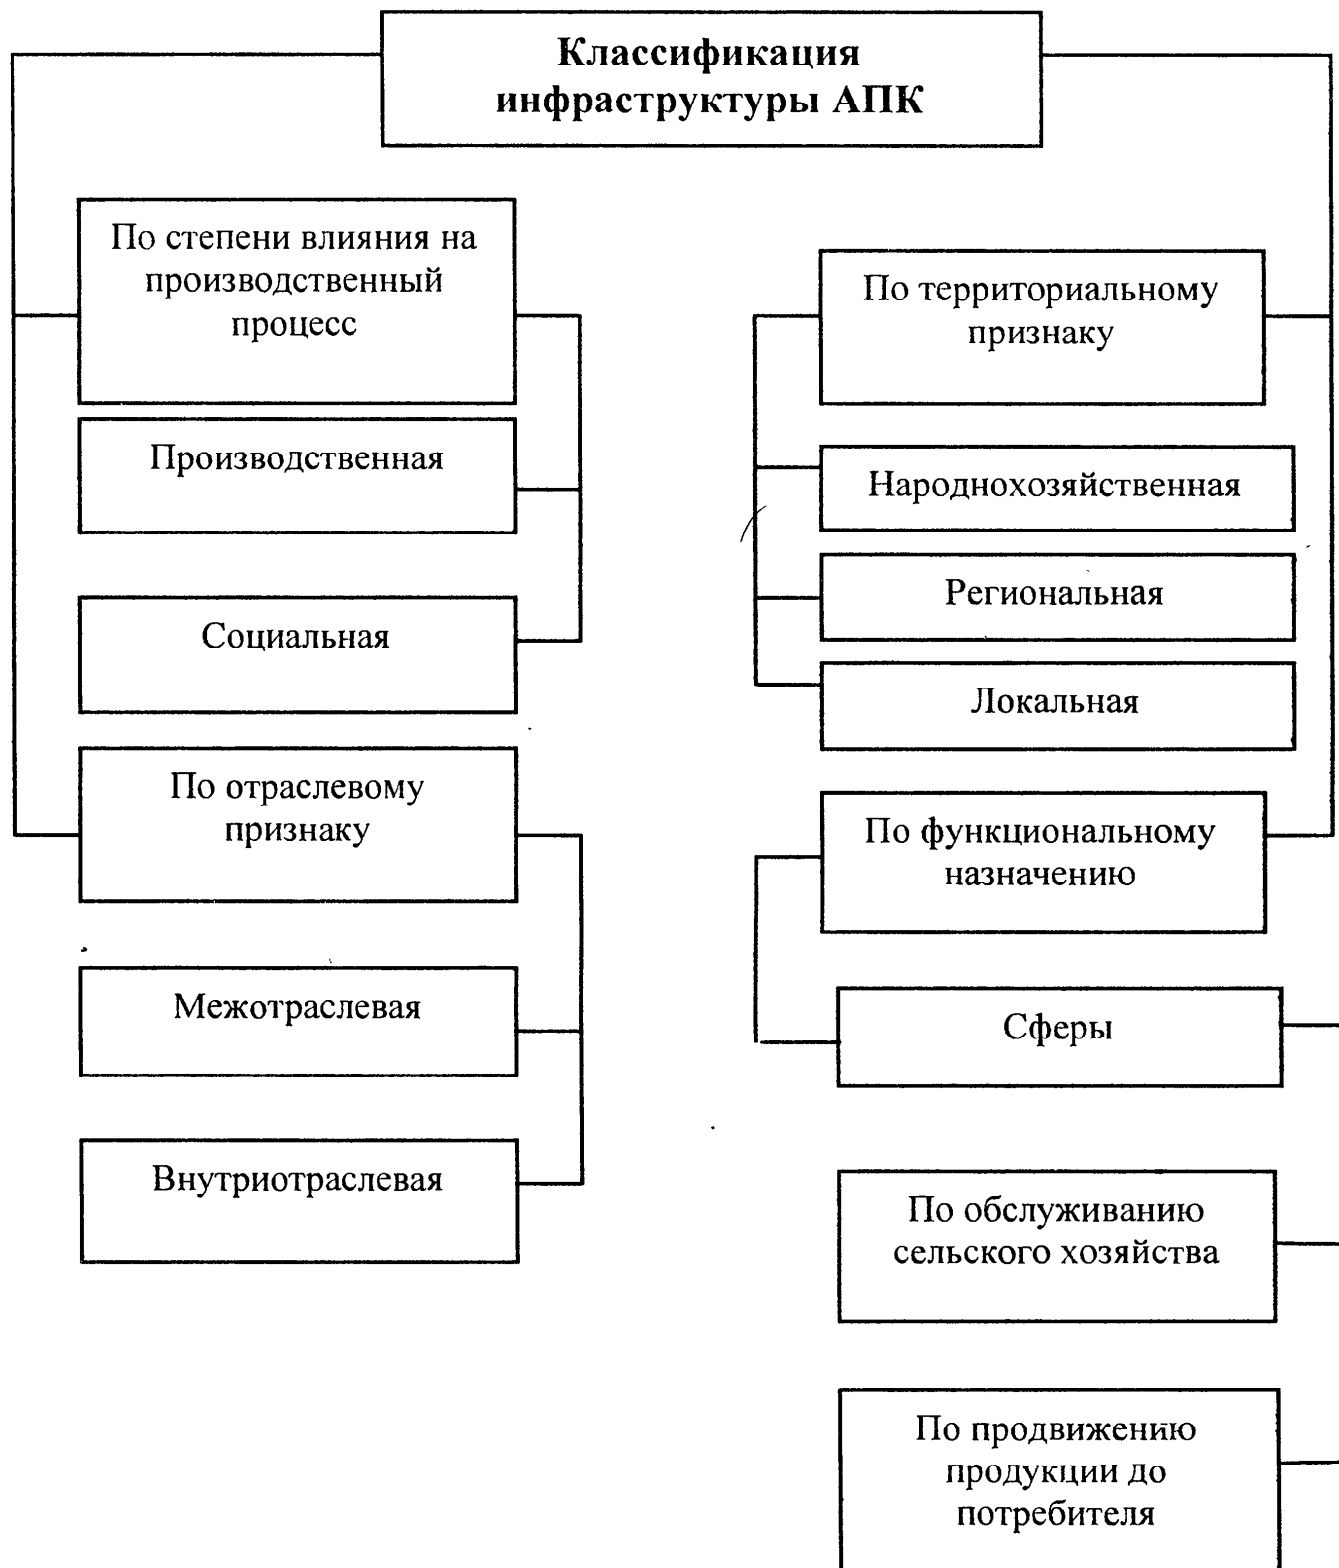 Классификация
инфраструктуры АПК
По степени влияния на
производственный
процесс
Производственная
Социальная
По отраслевому
признаку
Межотраслевая
Внутриотраслевая
По территориальному
признаку
Народнохозяйственная
Региональная
Локальная
По функциональному
назначению
Сферы
По обслуживанию
сельского хозяйства
По продвижению
продукции до
потребителя